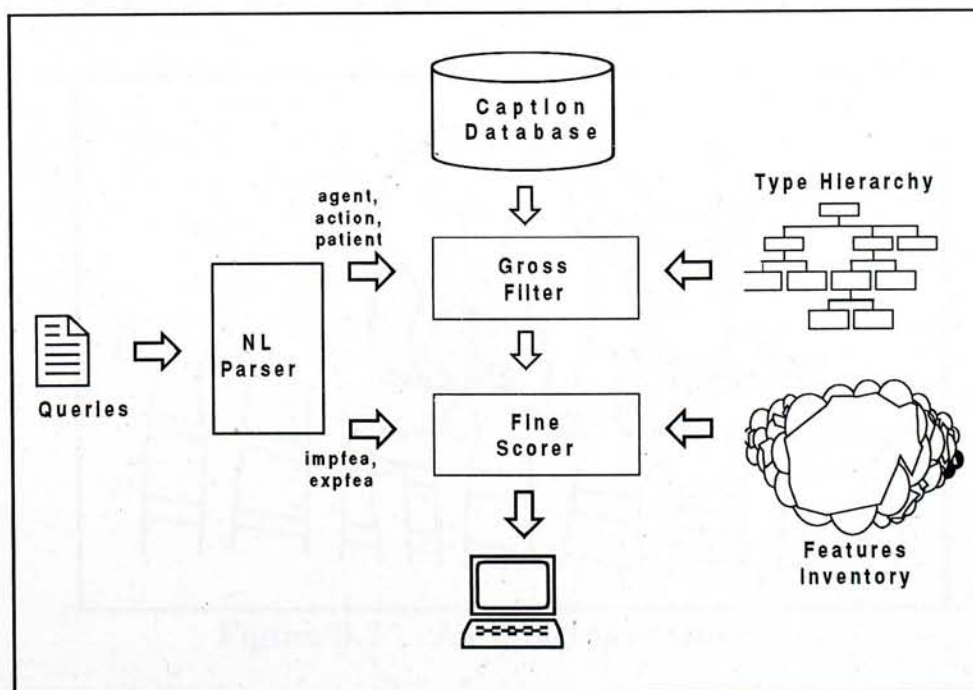 Caption
Database
Type Hierarchy
agent,
action,
patient
Gross
Filter
NL
Parser
Queries
Fine
Scorer
impfea,
expfea
Features
Inventory